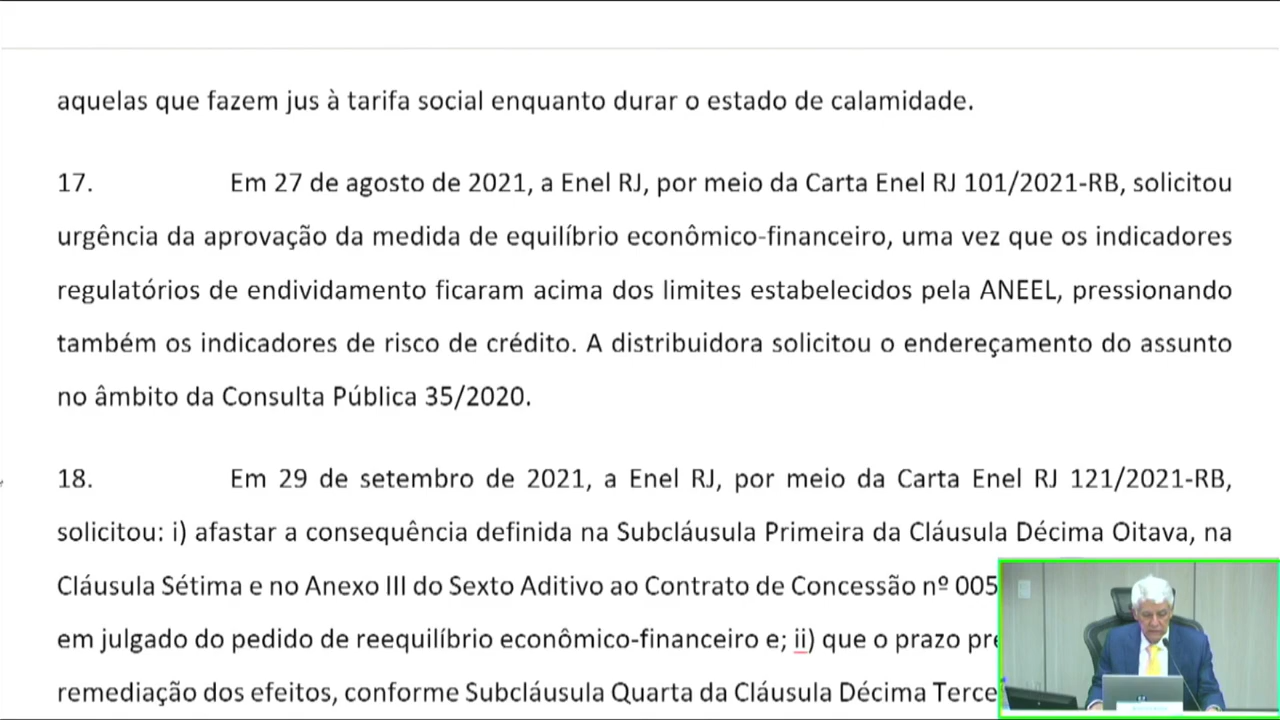 aquelas que fazem jus à tarifa social enquanto durar o estado de calamidade.
17. Em 27 de agosto de 2021, a Enel RJ, por meio da Carta Enel RJ 101/2021-RB, solicitou
urgência da aprovação da medida de equilíbrio econômico-financeiro, uma vez que os indicadores
regulatórios de endividamento ficaram acima dos limites estabelecidos pela ANEEL, pressionando
também os indicadores de risco de crédito. A distribuidora solicitou o endereçamento do assunto
no âmbito da Consulta Pública 35/2020.
18. Em 29 de setembro de 2021, a Enel RJ, por meio da Carta Enel RJ 121/2021-RB,
solicitou: i) afastar a consequência definida na Subcláusula Primeira da Cláusula Décima Oitava, na
Cláusula Sétima e no Anexo III do Sexto Aditivo ao Contrato de Concessão nº 005
em julgado do pedido de reequilíbrio econômico-financeiro e; ii) que o prazo
remediação dos efeitos, conforme Subcláusula Quarta da Cláusula Décima